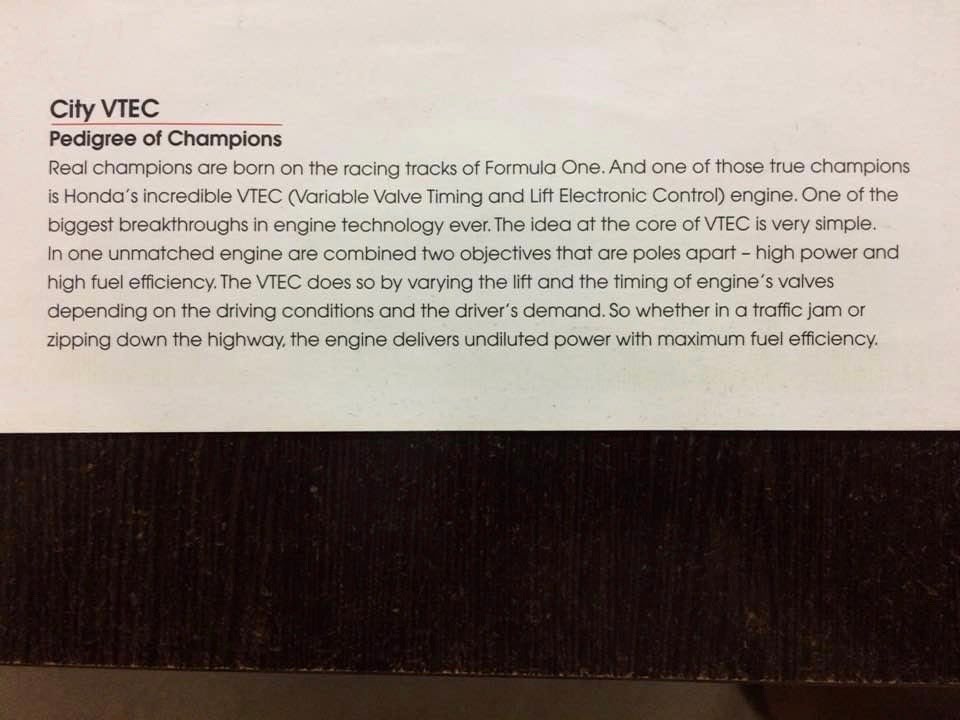 City VTEC
Pedigree of Champions
Real champions are born on the racing tracks of Formula One. And one of those true champions
is Honda's incredible VTEC (Variable Valve Timing and Lift Electronic Control) engine. One of the
biggest breakthroughs in engine technology ever. The idea at the core of VTEC is very simple.
In one unmatched engine are combined two objectives that are poles apart – high power and
high fuel efficiency. The VTEC does so by varying the lift and the timing of engine's valves
depending on the driving conditions and the driver's demand. So whether in a traffic jam or
zipping down the highway, the engine delivers undiluted power with maximum fuel efficiency.